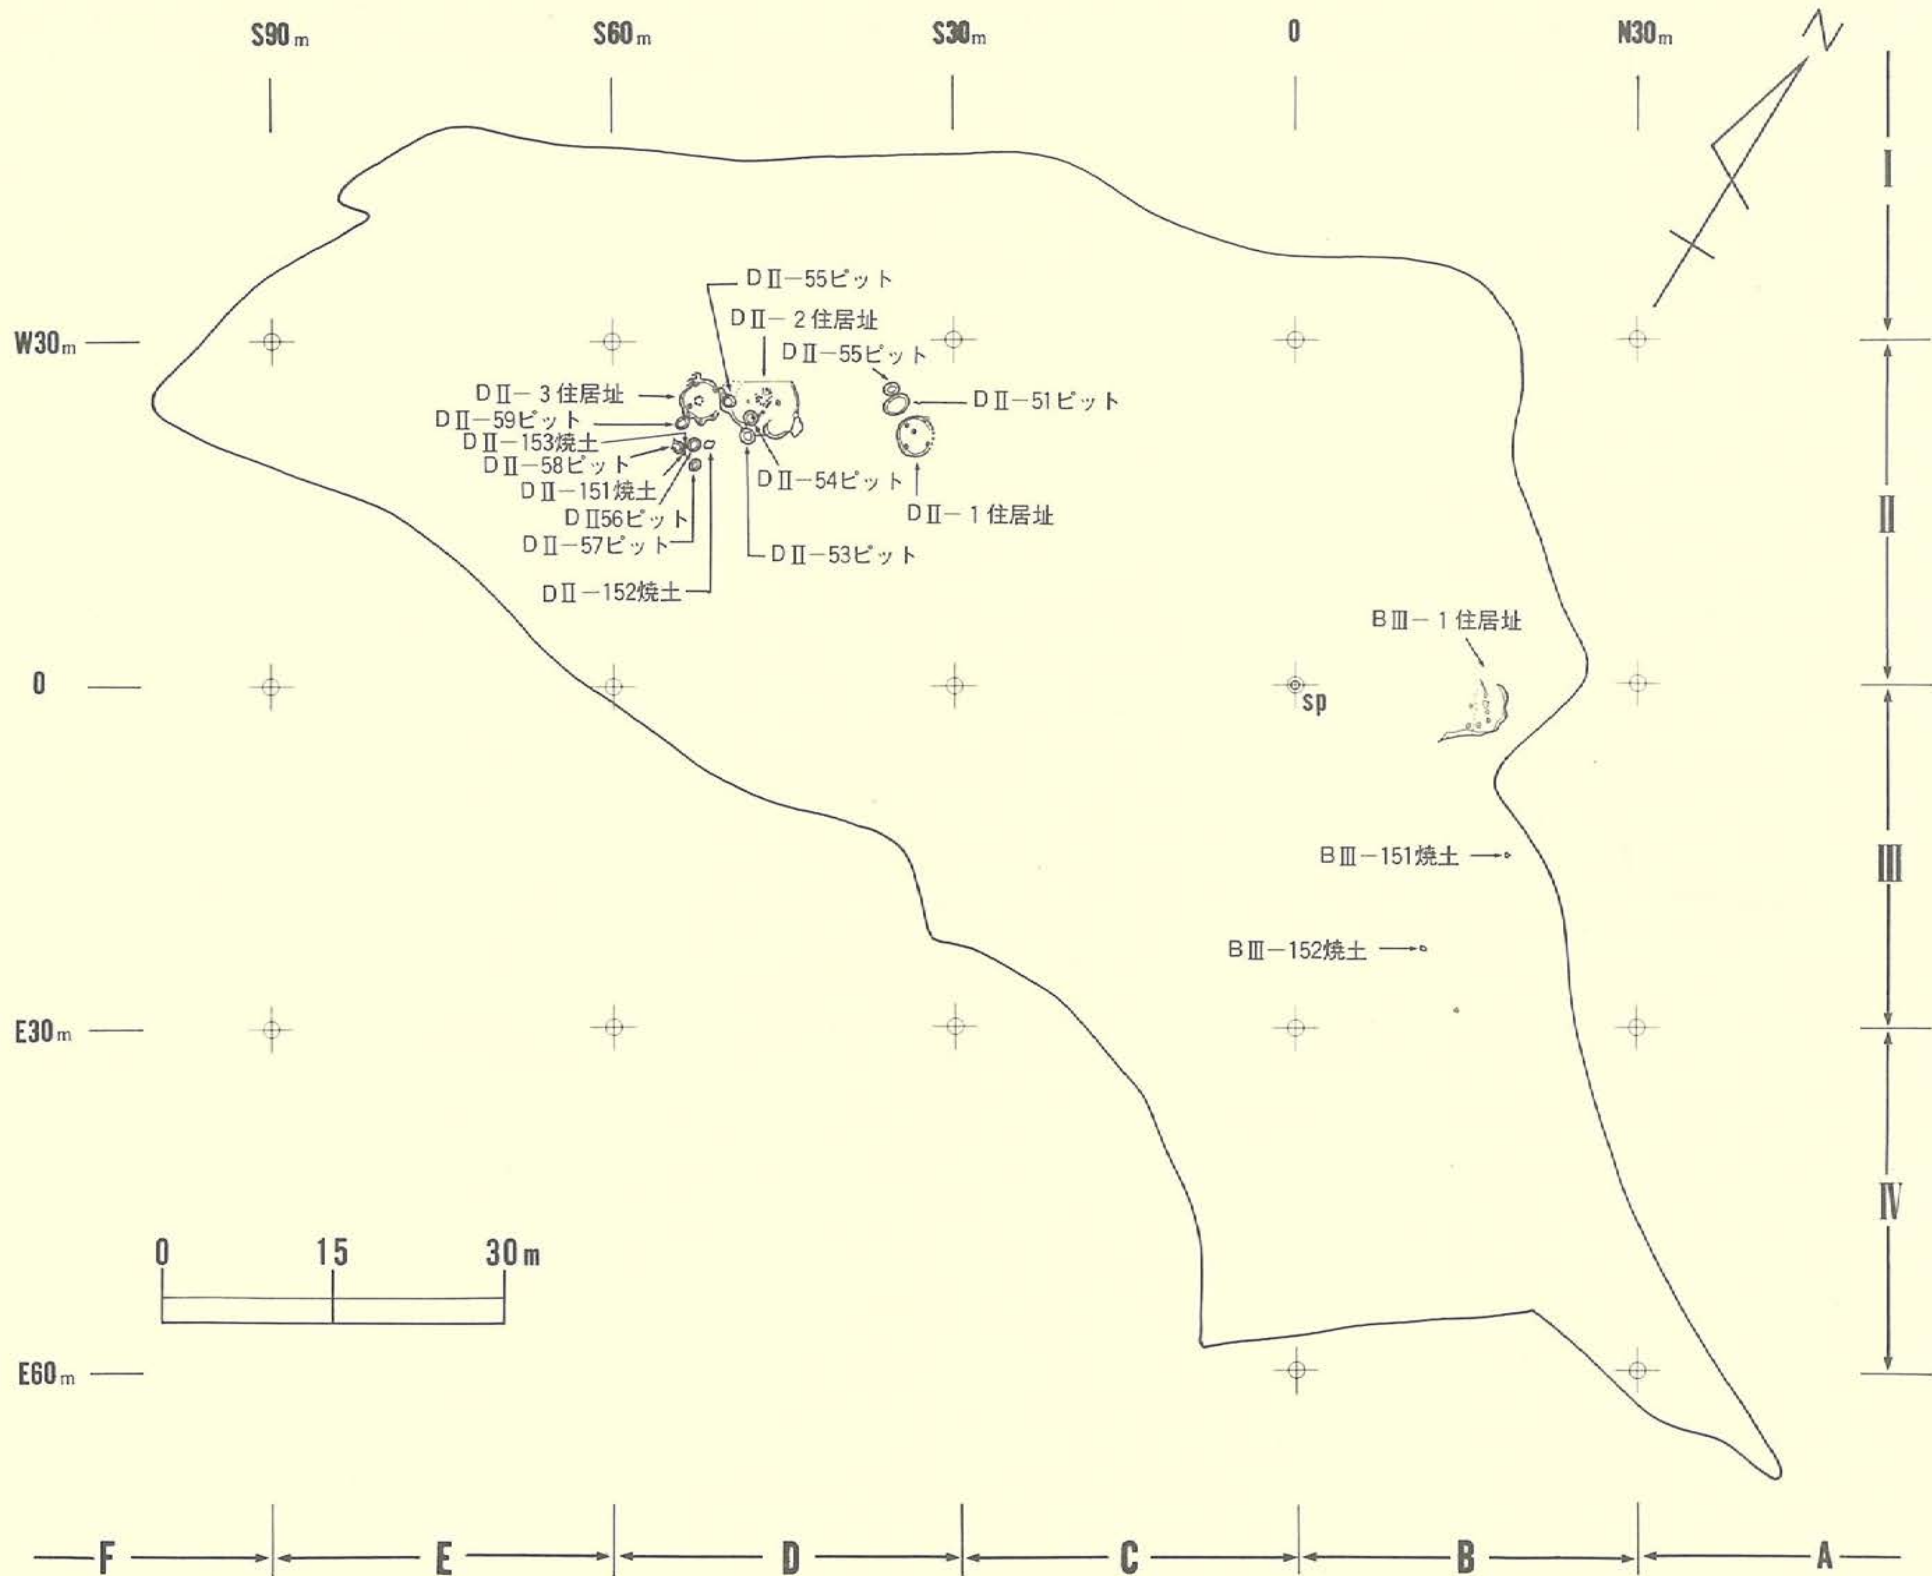 S90m S60m S30m 0 N30m
N
I
DⅡ-55ピット
DⅡ-2住居址
W30m
DⅡ-55ピット
DⅡ-3住居址
DⅡ-51ピット
DⅡ-59ピット
DⅡ-153焼土
DⅡ-58ピット
DⅡ-54ピット
DⅡ-151焼土
DⅡ-1住居址
Ⅱ
DⅡ56ピット
DⅡ-57ピット
DⅡ-53ピット
DⅡ-152焼土
BⅢ-1住居址
0
sp
BⅢ-151焼土
Ⅲ
BⅢ-152焼土
E30m
Ⅳ
0 15 30m
E60m
F E D C B A